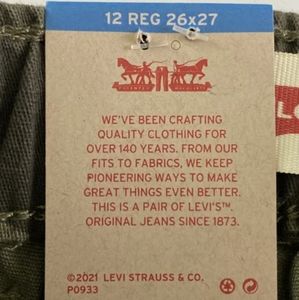 12 REG 26x27
WE'VE BEEN CRAFTING
QUALITY CLOTHING FOR
OVER 140 YEARS. FROM OUR
FITS TO FABRICS, WE KEEP
PIONEERING WAYS TO MAKE
GREAT THINGS EVEN BETTER.
THIS IS A PAIR OF LEVI'S™.
ORIGINAL JEANS SINCE 1873.
©2021 LEVI STRAUSS & CO.
P0933